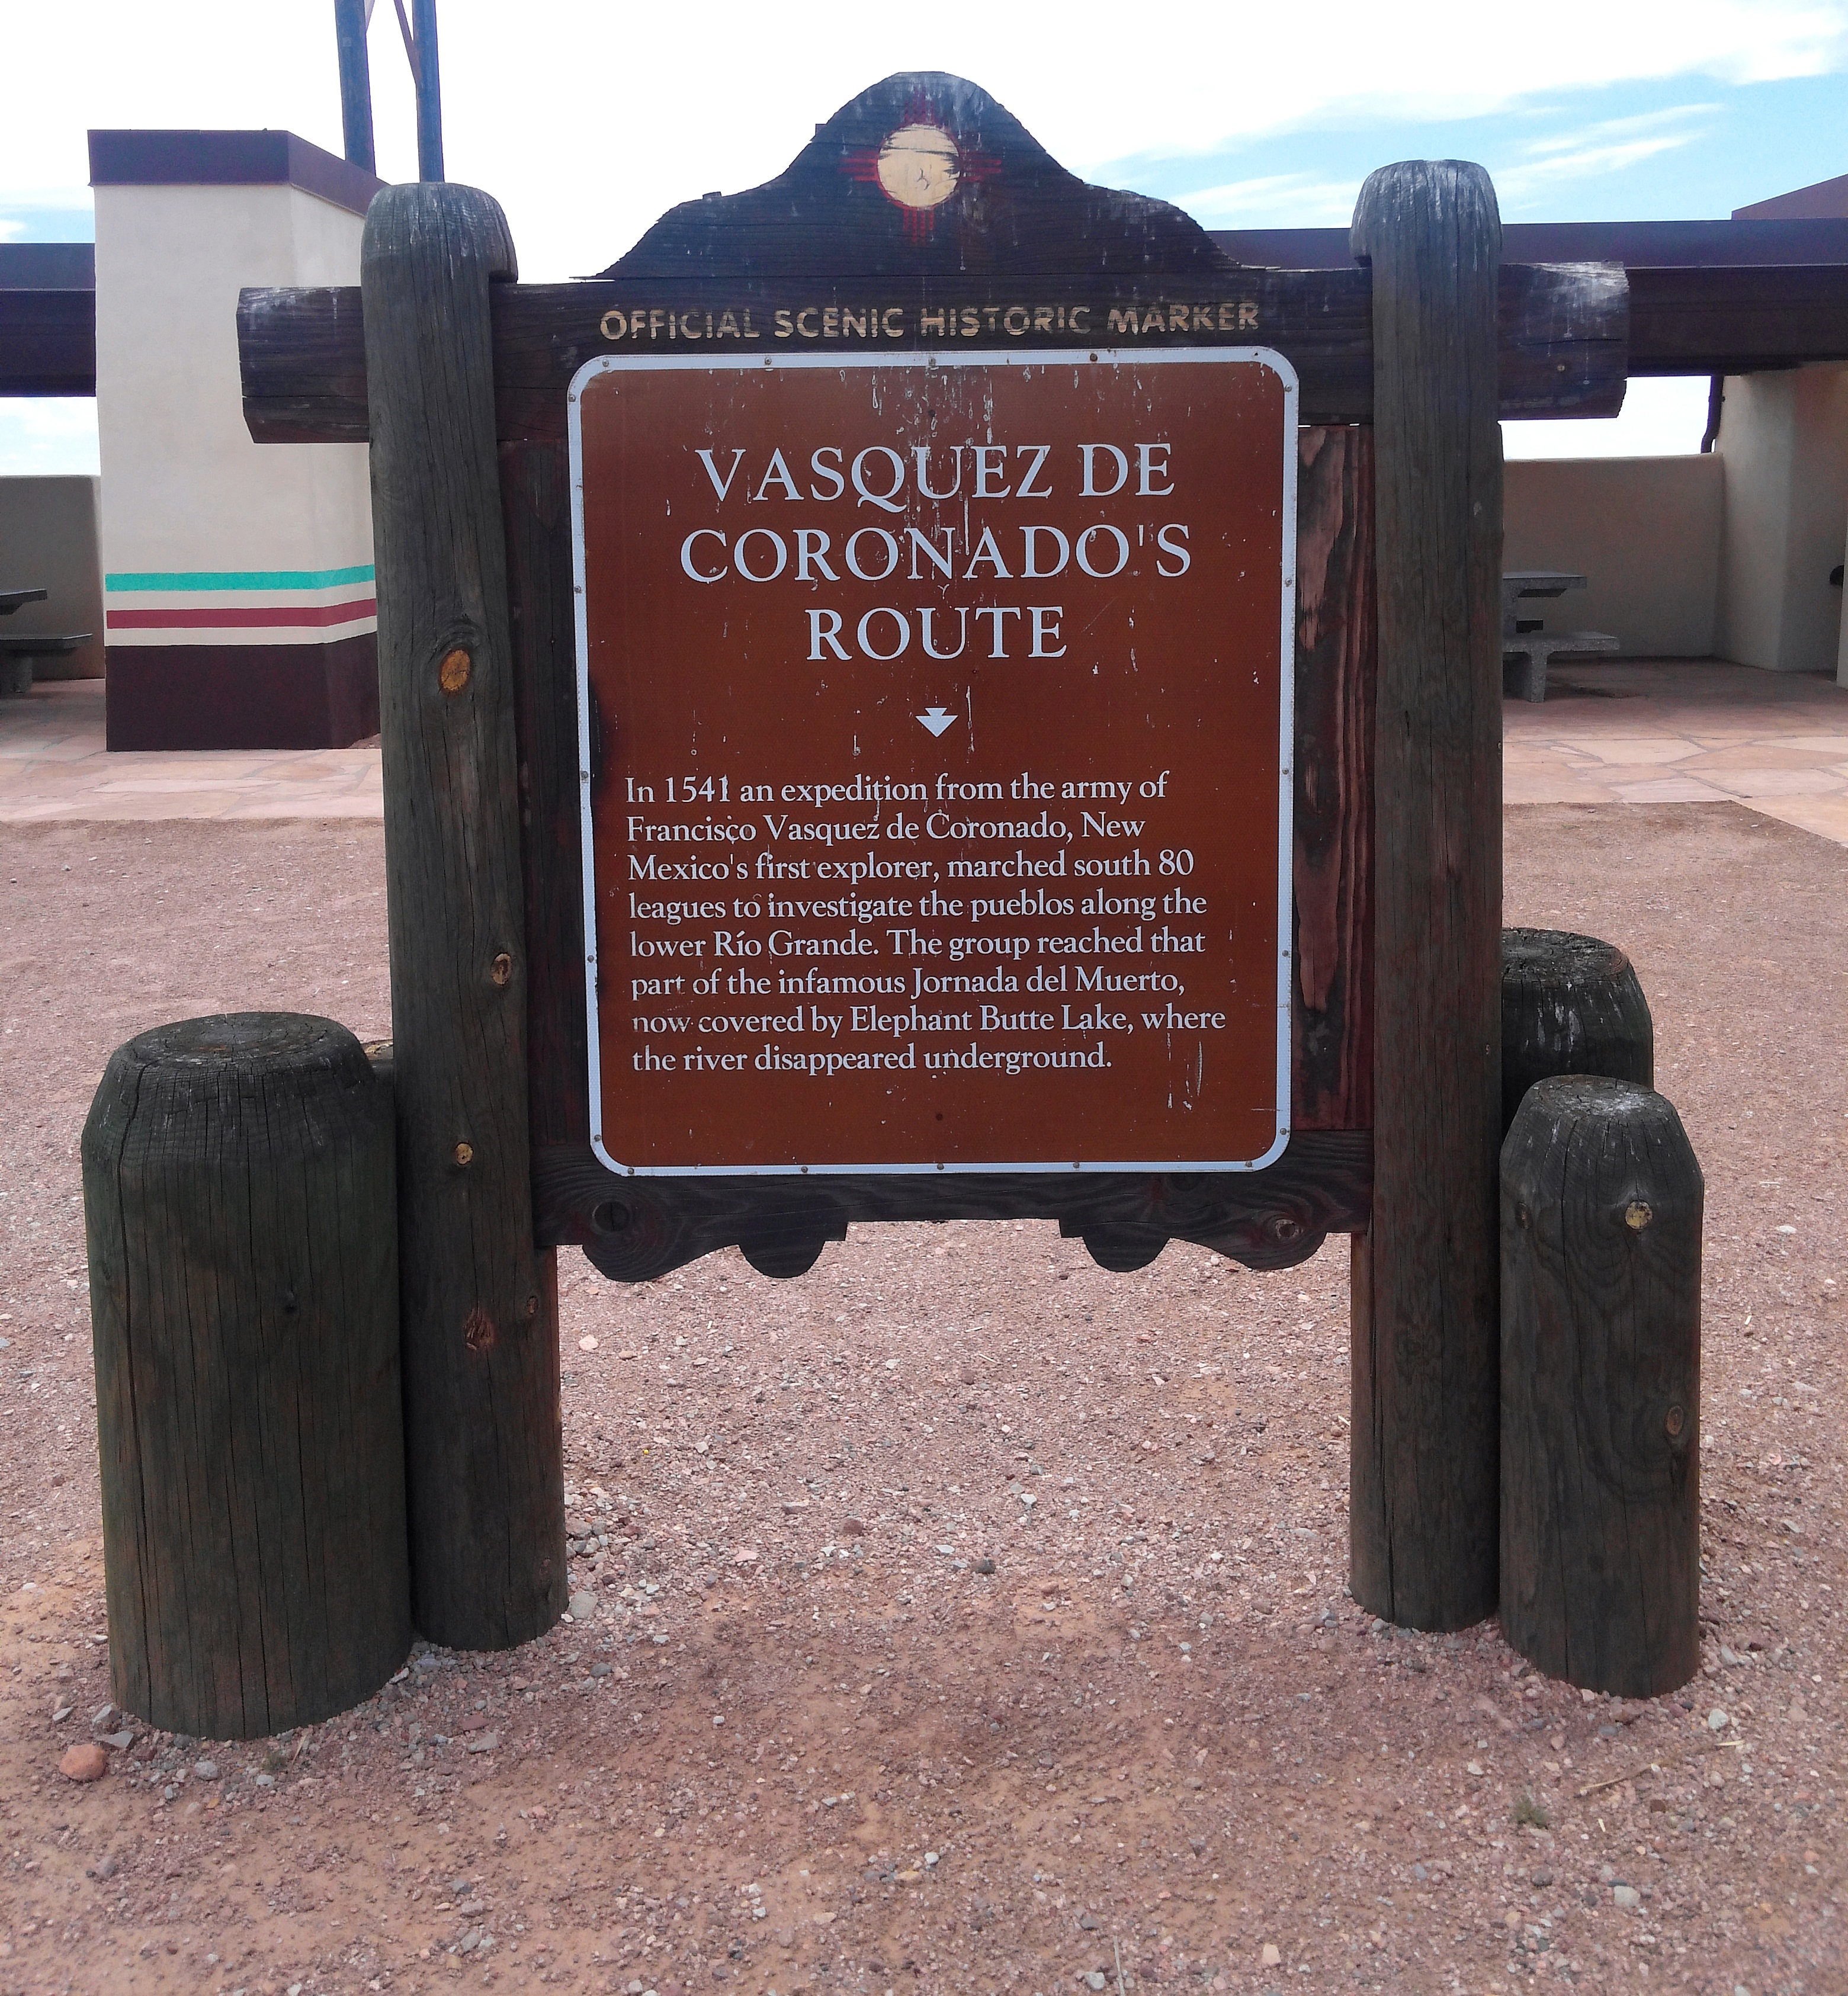 OFFICIAL SCENIC HISTORIC MARKER
VASQUEZ DE
CORONADO'S
ROUTE
In 1541 an expedition from the army of
Francisco Vasquez de Coronado, New
Mexico's first explorer, marched south 80
leagues to investigate the pueblos along the
lower Río Grande. The group reached that
part of the infamous Jornada del Muerto,
now covered by Elephant Butte Lake, where
the river disappeared underground.